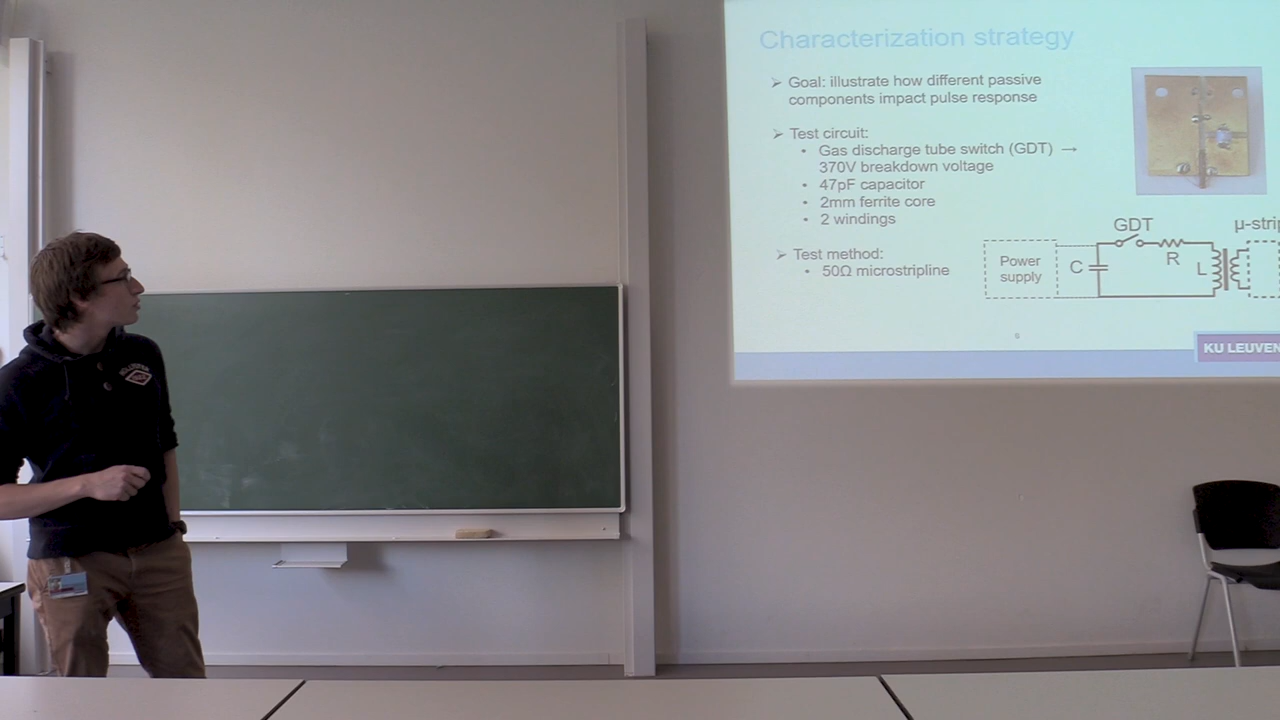 Characterization strategy
➢ Goal: illustrate how different passive
components impact pulse response
➢ Test circuit:
• Gas discharge tube switch (GDT) →
370V breakdown voltage
• 47pF capacitor
• 2mm ferrite core
• 2 windings
➢ Test method:
• 50Ω microstripline
GDT
μ-strip
Power
supply
C
R
L
KU LEUVEN